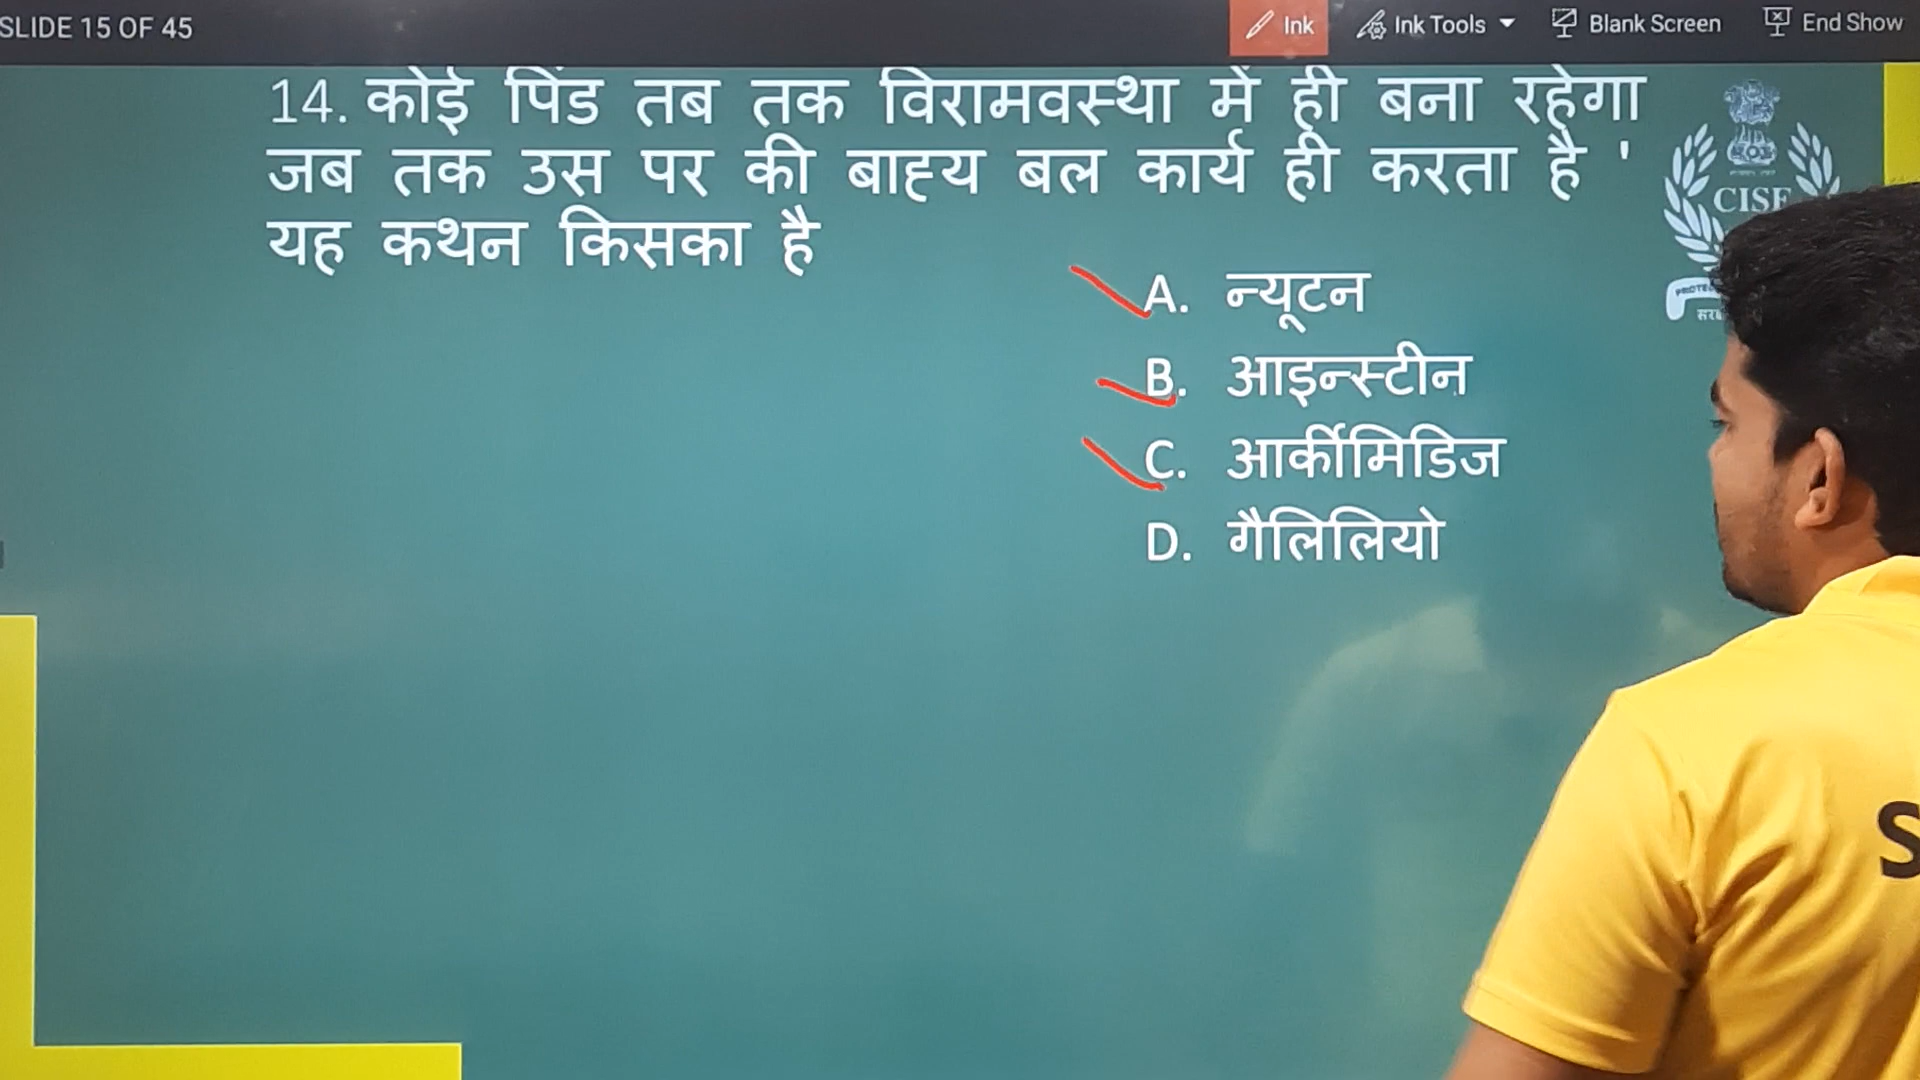 SLIDE 15 OF 45
Ink
Ink Tools
Blank Screen
End Show
14. कोई पिंड तब तक विरामवस्था में ही बना रहेगा
जब तक उस पर की बाह्य बल कार्य ही करता है '
यह कथन किसका है
CISF
A. न्यूटन
B. आइन्स्टीन
C. आर्कीमिडिज
D. गैलिलियो
S